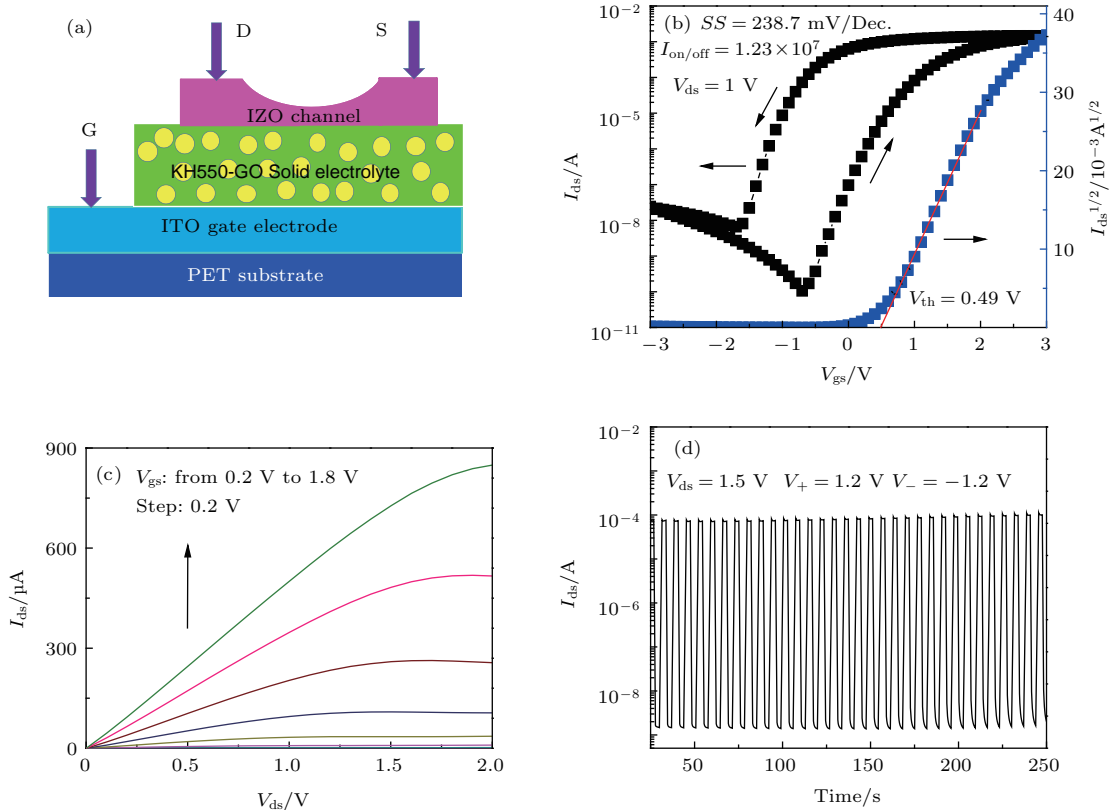 (a)
D
S
G
IZO channel
KH550-GO Solid electrolyte
ITO gate electrode
PET substrate
(b) SS = 238.7 mV/Dec.
I_on/off = 1.23×10^7
V_ds = 1 V
V_th = 0.49 V
10^-2
10^-5
10^-8
10^-11
I_ds/A
40
30
20
10
I_ds^1/2/10^-3A^1/2
−3
−2
−1
0
1
2
3
V_gs/V
(c) V_gs: from 0.2 V to 1.8 V
Step: 0.2 V
900
600
300
0
I_ds/µA
0
0.5
1.0
1.5
2.0
V_ds/V
(d)
V_ds = 1.5 V V_+ = 1.2 V V_− = −1.2 V
10^-2
10^-4
10^-6
10^-8
I_ds/A
50
100
150
200
250
Time/s